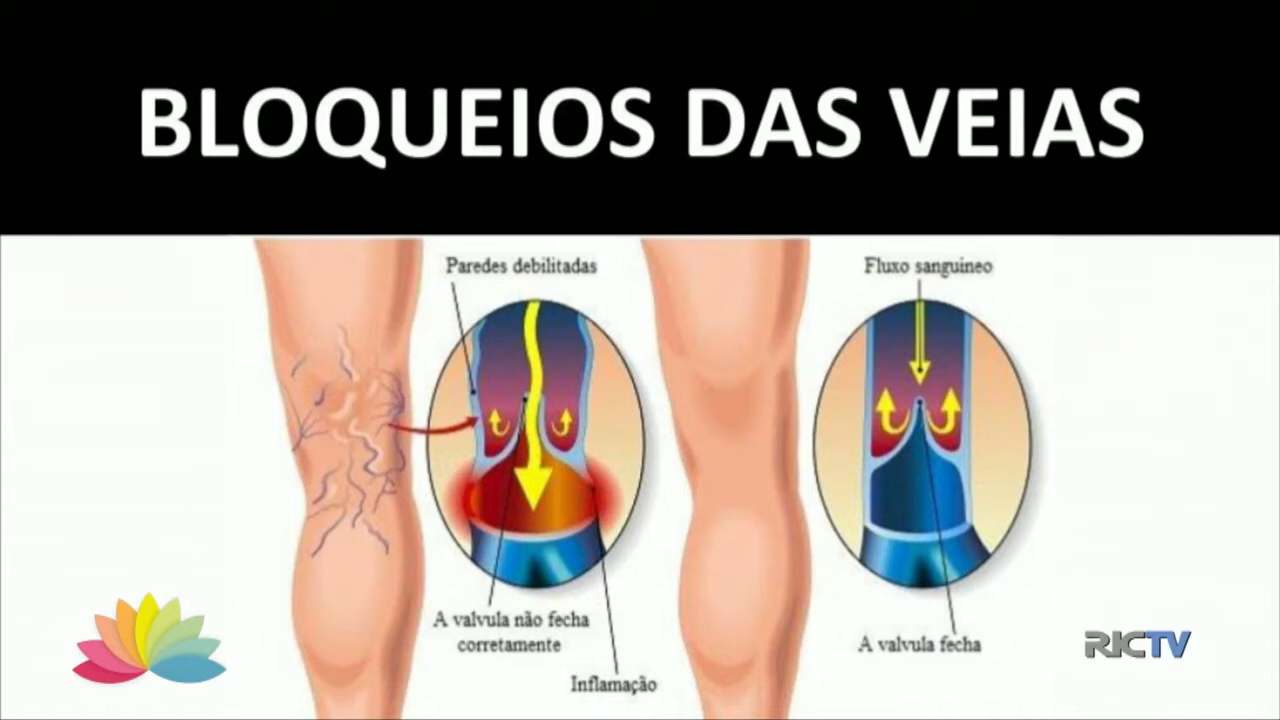 BLOQUEIOS DAS VEIAS
Paredes debilitadas
Fluxo sanguineo
A valvula não fecha
corretamente
A valvula fecha
Inflamação
RICTV